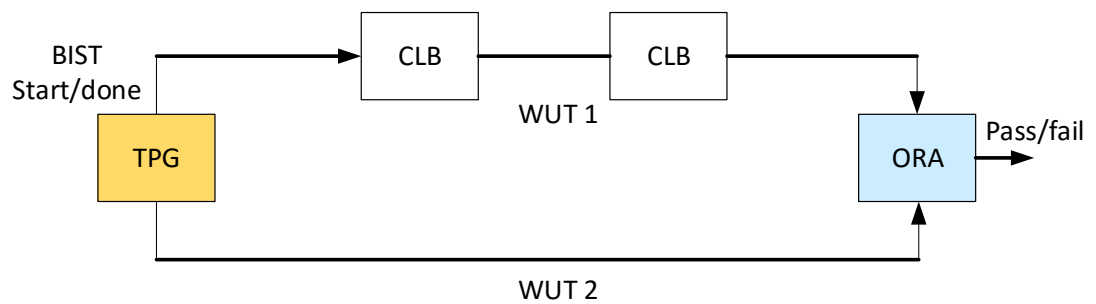 BIST
Start/done
CLB
CLB
WUT 1
TPG
ORA
Pass/fail
WUT 2